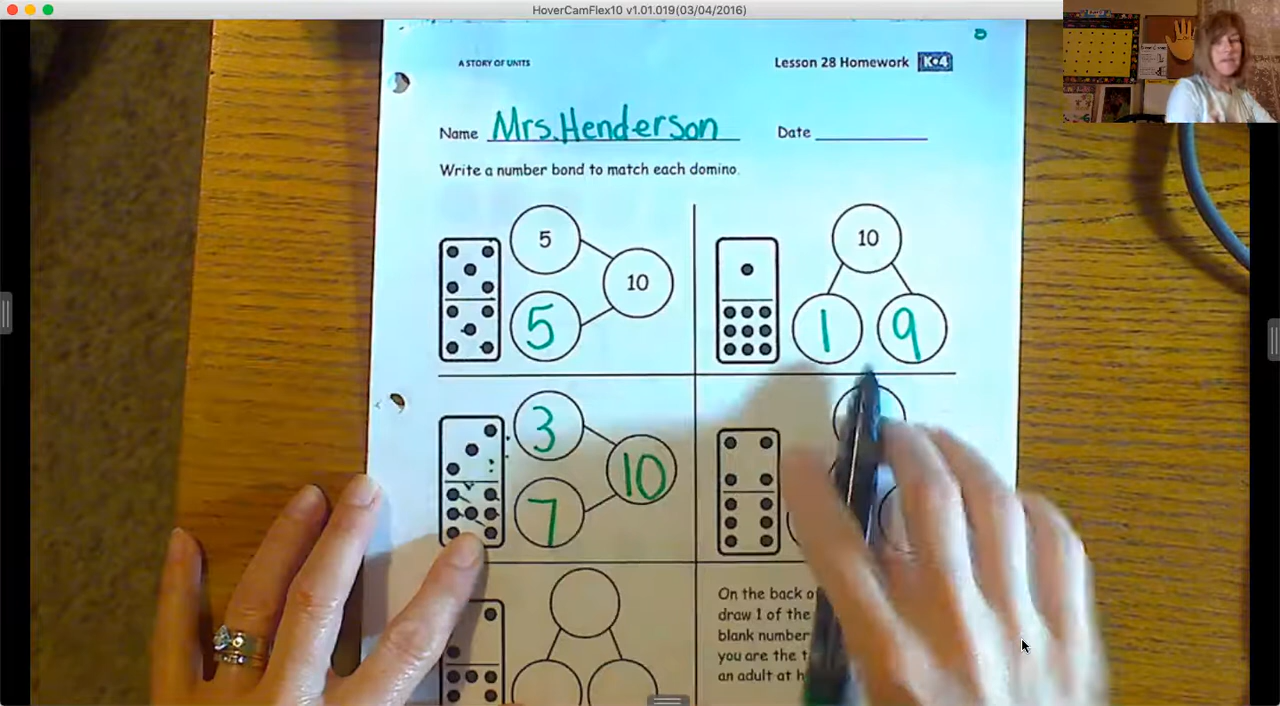 HoverCamFlex10 v1.01.019(03/04/2016)
A STORY OF UNITS
Lesson 28 Homework K-4
Name Mrs. Henderson Date
Write a number bond to match each domino.
5
10
5
10
1 9
3
10
7
On the back o
draw 1 of the
blank number
you are the t
an adult at h